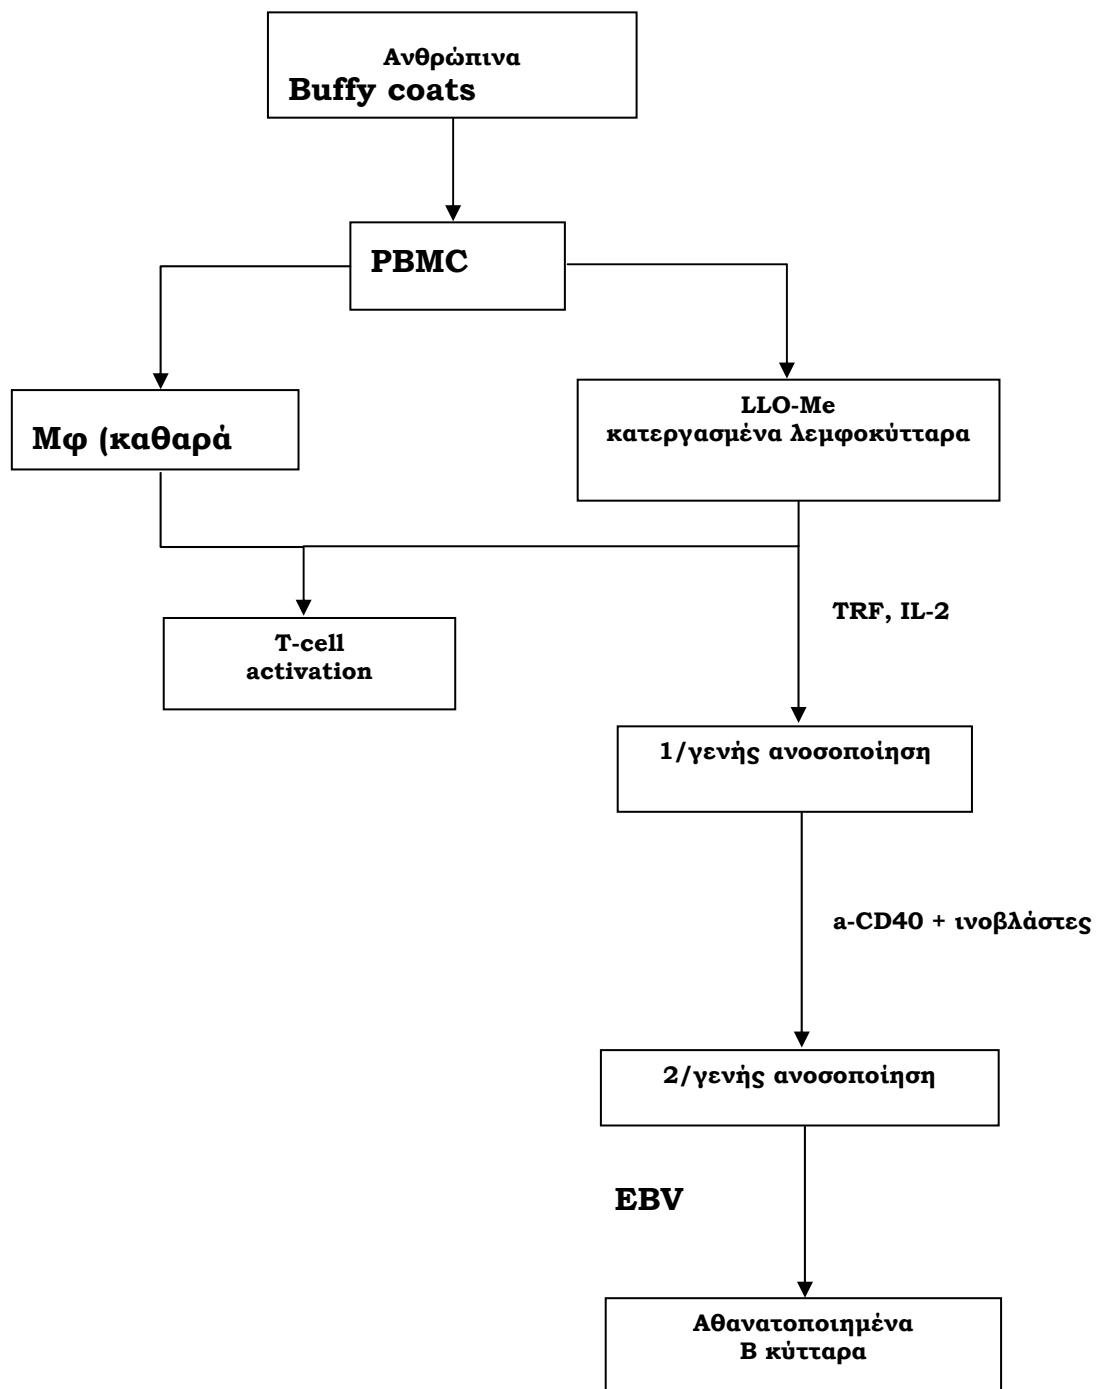 Ανθρώπινα
Buffy coats
PBMC
Μφ (καθαρά
LLO-Me
κατεργασμένα λεμφοκύτταρα
T-cell
activation
TRF, IL-2
1/γενής ανοσοποίηση
a-CD40 + ινοβλάστες
2/γενής ανοσοποίηση
EBV
Αθανατοποιημένα
Β κύτταρα